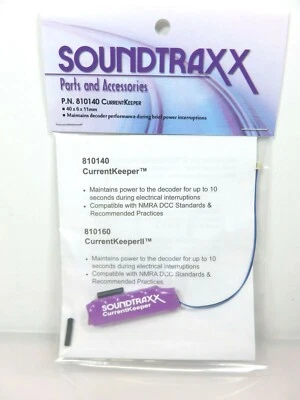 SOUNDTRAXX
Parts and Accessories
P.N. 810140 CurrentKeeper
● 40 x 6 x 11mm
● Maintains decoder performance during brief power interruptions
810140
CurrentKeeper™
• Maintains power to the decoder for up to 10
seconds during electrical interruptions
• Compatible with NMRA DCC Standards &
Recommended Practices
810160
CurrentKeeperII™
• Maintains power to the decoder for up to 10
seconds during electrical interruptions
• Compatible with NMRA DCC Standards &
Recommended Practices
SOUNDTRAXX
CurrentKeeper